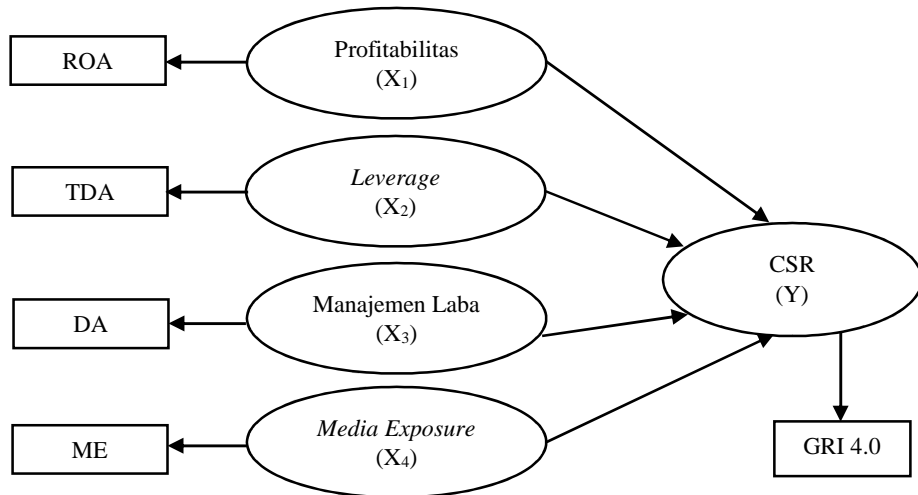 ROA
Profitabilitas
(X₁)
TDA
Leverage
(X₂)
DA
Manajemen Laba
(X₃)
ME
Media Exposure
(X₄)
CSR
(Y)
GRI 4.0